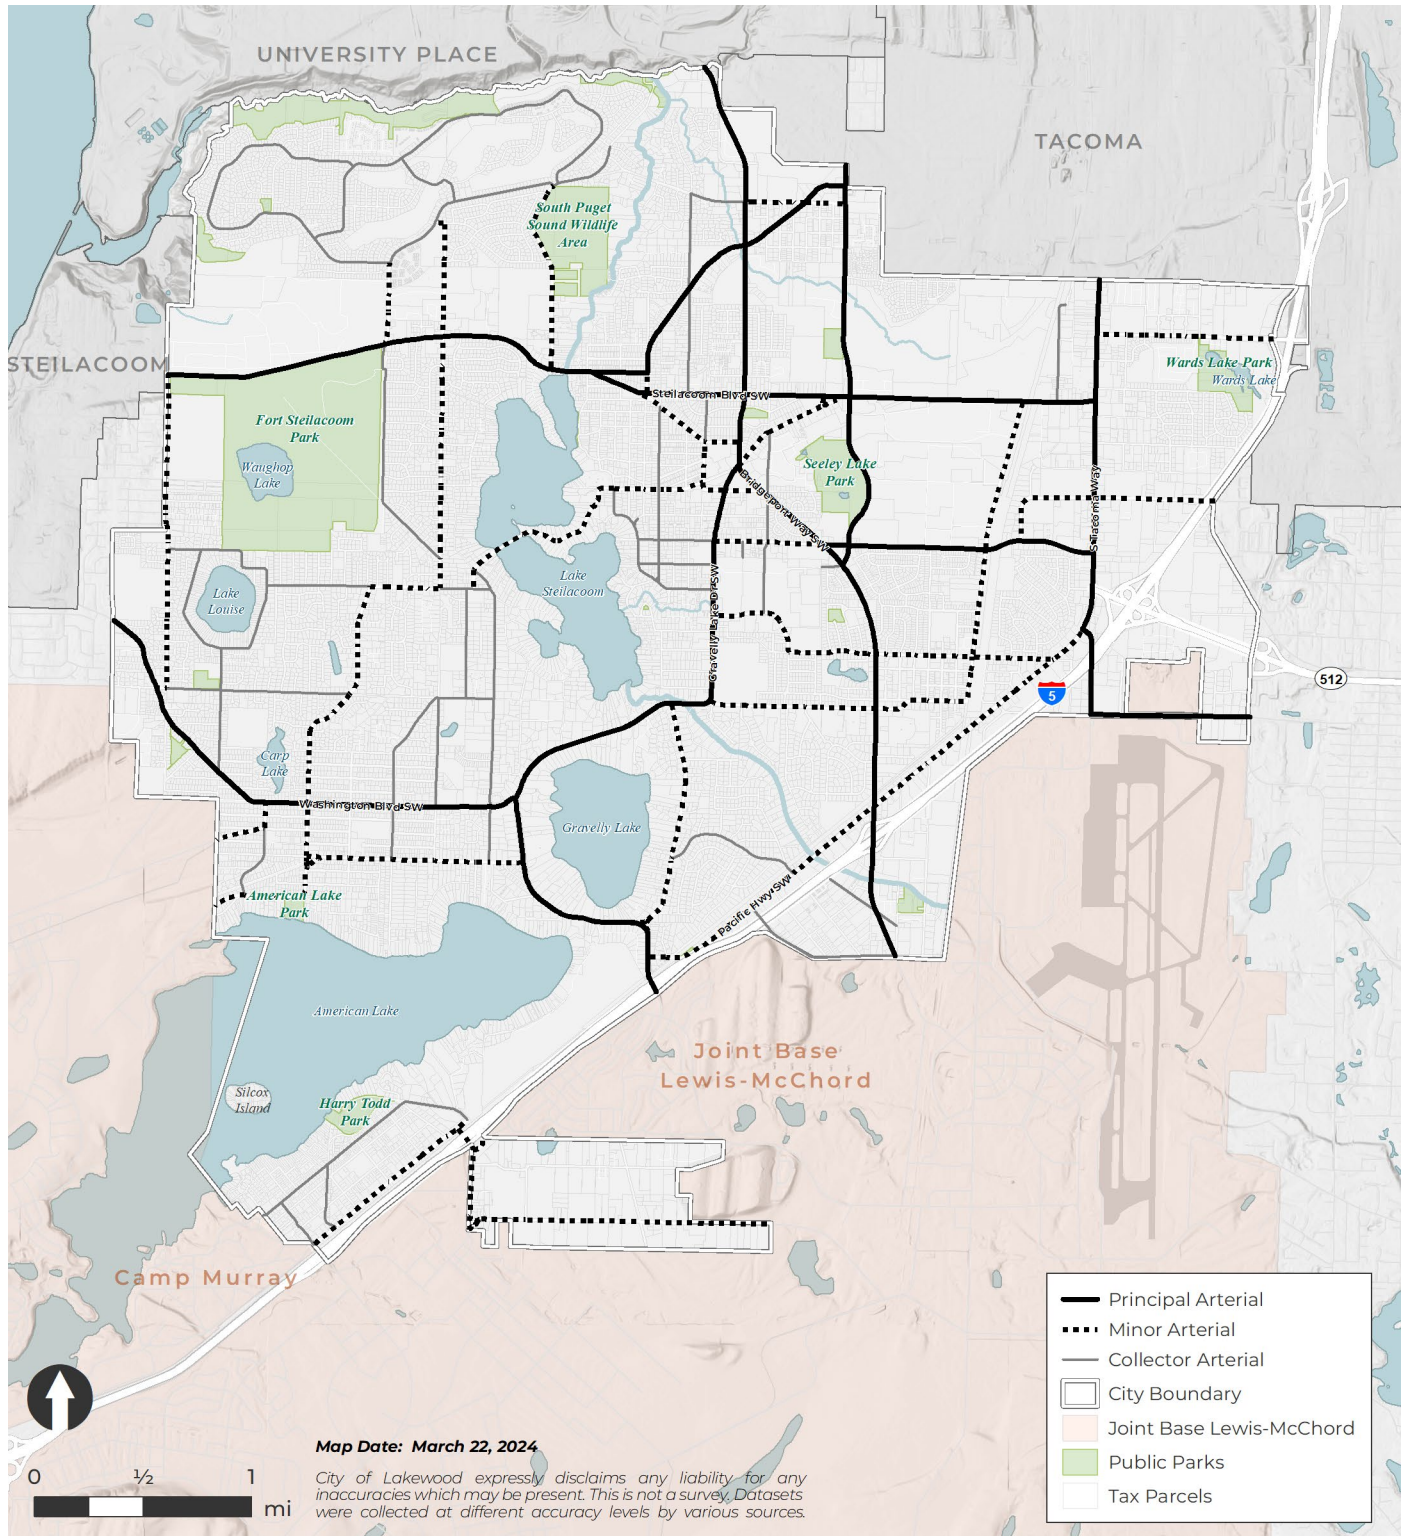 UNIVERSITY PLACE
TACOMA
South Puget
Sound Wildlife
Area
STEILACOOM
Wards Lake Park
Wards Lake
Steilacoom Blvd SW
Fort Steilacoom
Park
Waughop
Lake
Seeley Lake
Park
Bridgeport Way SW
S Tacoma Way
Lake
Louise
Lake
Steilacoom
Gravelly Lake Dr SW
512
5
Carp
Lake
Washington Blvd SW
Gravelly Lake
American Lake
Park
Pacific Hwy SW
American Lake
Joint Base
Lewis-McChord
Silcox
Island
Harry Todd
Park
Camp Murray
Principal Arterial
Minor Arterial
Collector Arterial
City Boundary
Joint Base Lewis-McChord
Public Parks
Tax Parcels
Map Date: March 22, 2024
0 ½ 1
mi
City of Lakewood expressly disclaims any liability for any
inaccuracies which may be present. This is not a survey. Datasets
were collected at different accuracy levels by various sources.